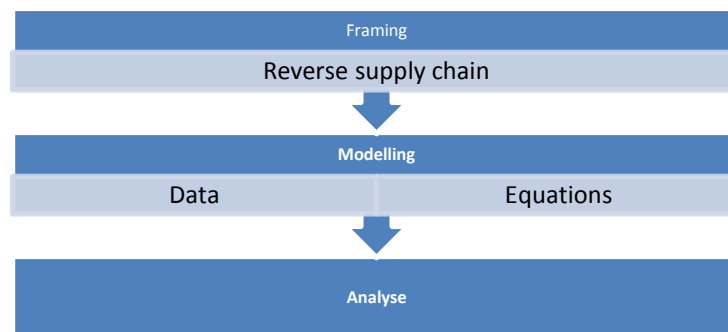 Framing
Reverse supply chain
Modelling
Data Equations
Analyse